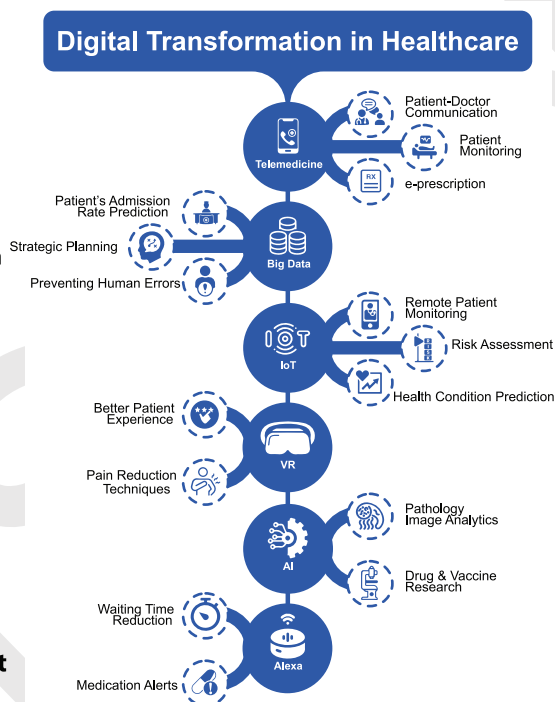 Digital Transformation in Healthcare
Telemedicine
Patient-Doctor
Communication
Patient
Monitoring
RX
e-prescription
Big Data
Patient's Admission
Rate Prediction
Strategic Planning
Preventing Human Errors
IOT
IoT
Remote Patient
Monitoring
Risk Assessment
Health Condition Prediction
VR
Better Patient
Experience
Pain Reduction
Techniques
AI
Pathology
Image Analytics
Drug & Vaccine
Research
Alexa
Waiting Time
Reduction
Medication Alerts
t